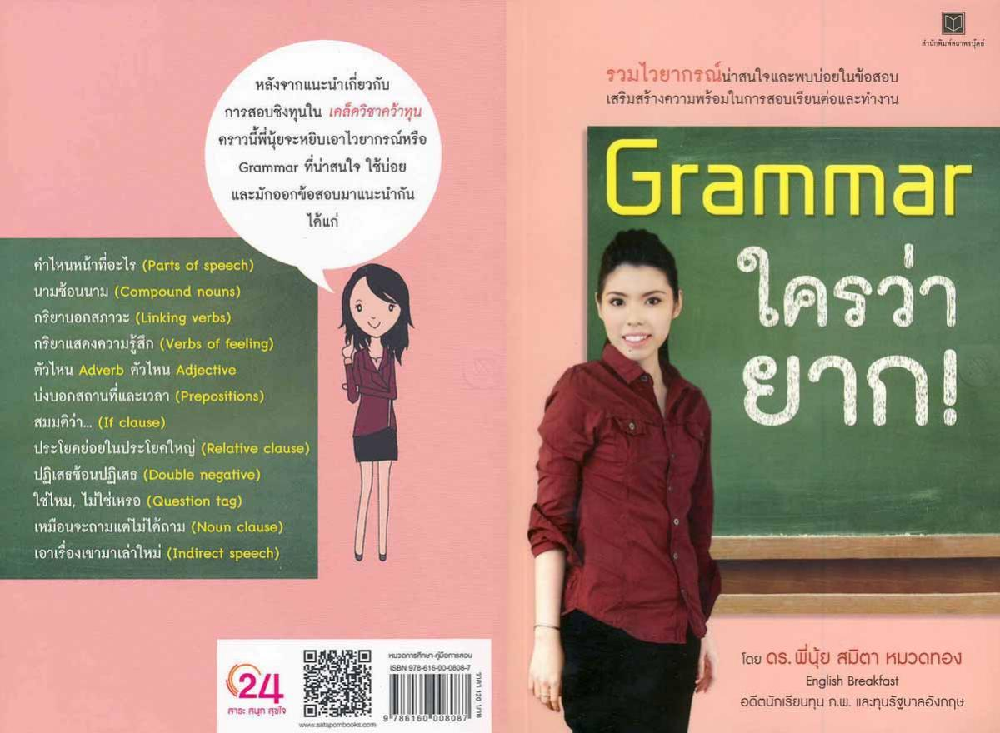 หลังจากแนะนำเกี่ยวกับ
การสอบชิงทุนใน เคล็ดวิชาคว้าทุน
คราวนี้พี่นุ้ยจะหยิบเอาไวยากรณ์หรือ
Grammar ที่น่าสนใจ ใช้บ่อย
และมักออกข้อสอบมาแนะนำกัน
ได้แก่
คำไหนหน้าที่อะไร (Parts of speech)
นามซ้อนนาม (Compound nouns)
กริยาบอกสภาวะ (Linking verbs)
กริยาแสดงความรู้สึก (Verbs of feeling)
ตัวไหน Adverb ตัวไหน Adjective
บ่งบอกสถานที่และเวลา (Prepositions)
สมมติว่า... (If clause)
ประโยคย่อยในประโยคใหญ่ (Relative clause)
ปฏิเสธซ้อนปฏิเสธ (Double negative)
ใช่ไหม, ไม่ใช่เหรอ (Question tag)
เหมือนจะถามแต่ไม่ได้ถาม (Noun clause)
เอาเรื่องเขามาเล่าใหม่ (Indirect speech)
24
สาระ สนุก สุขใจ
www.satapornbooks.com
หมวดการศึกษา-คู่มือการสอน
ISBN 978-616-00-0808-7
9 786160 008087
ราคา 120 บาท
สำนักพิมพ์สถาพรบุ๊คส์
รวมไวยากรณ์น่าสนใจและพบบ่อยในข้อสอบ
เสริมสร้างความพร้อมในการสอบเรียนต่อและทำงาน
Grammar
ใครว่า
ยาก!
โดย ดร. พี่นุ้ย สมิตา หมวดทอง
English Breakfast
อดีตนักเรียนทุน ก.พ. และทุนรัฐบาลอังกฤษ